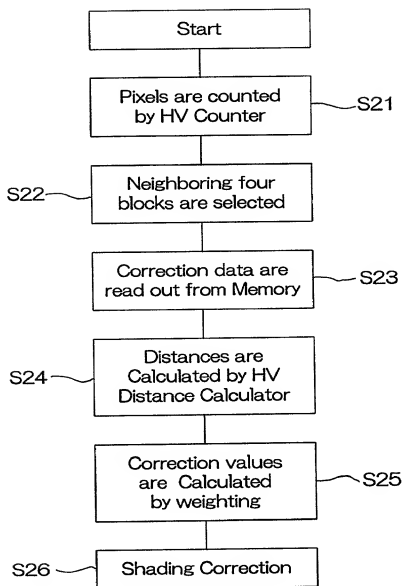 Start
Pixels are counted
by HV Counter
S21
S22
Neighboring four
blocks are selected
Correction data are
read out from Memory
S23
S24
Distances are
Calculated by HV
Distance Calculator
Correction values
are Calculated
by weighting
S25
S26
Shading Correction